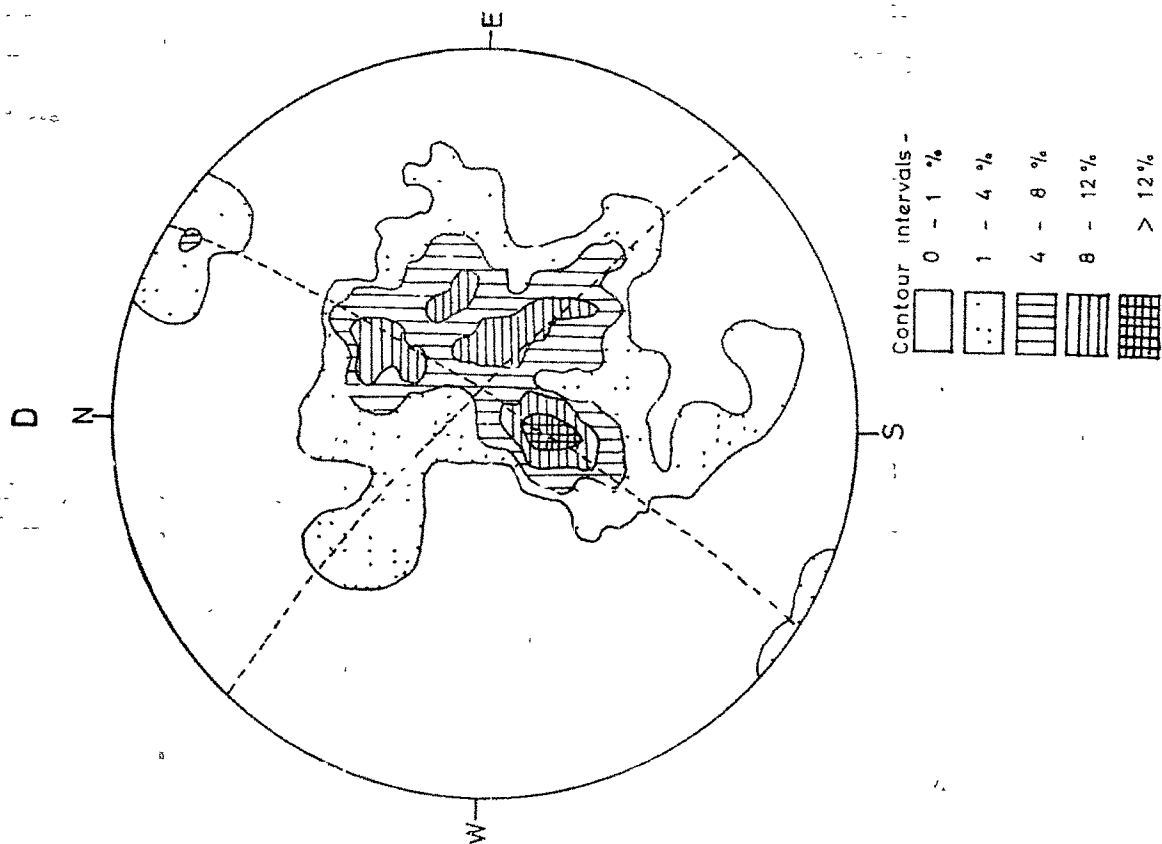 D
N
E
W
S
Contour intervals -
0 - 1 %
1 - 4 %
4 - 8 %
8 - 12 %
> 12 %